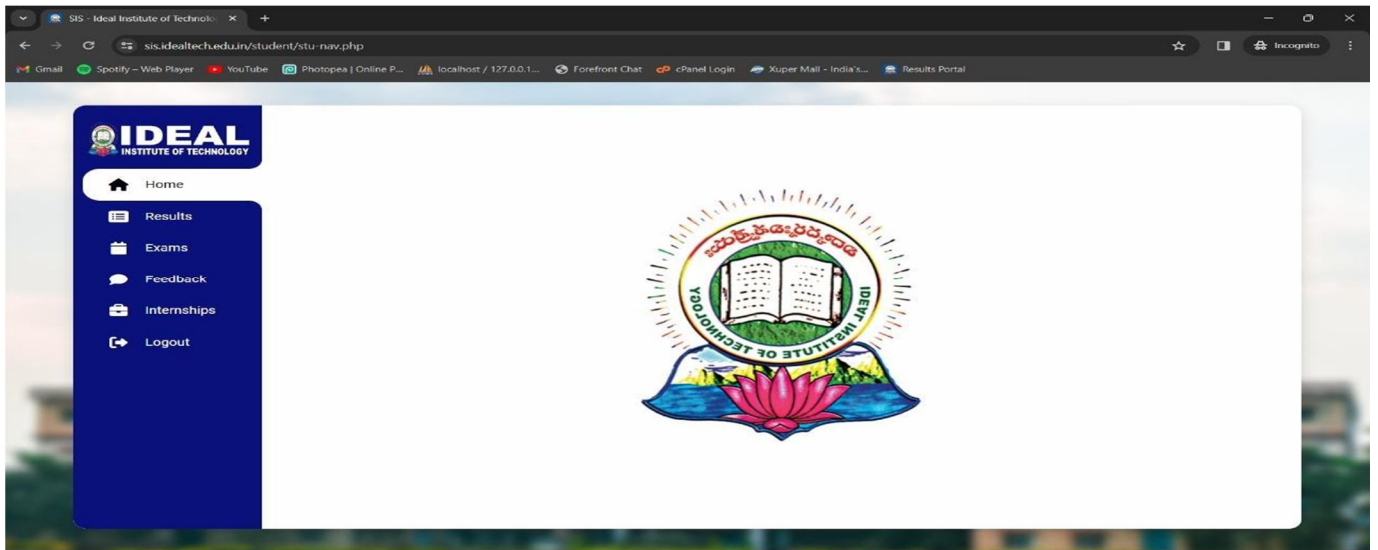 SIS - Ideal Institute of Technolo
sis.idealtech.edu.in/student/stu-nav.php
Incognito
Gmail
Spotify – Web Player
YouTube
Photopea | Online P...
localhost / 127.0.0.1...
Forefront Chat
cPanel Login
Xuper Mall - India's...
Results Portal
IDEAL
INSTITUTE OF TECHNOLOGY
Home
Results
Exams
Feedback
Internships
Logout
IDEAL INSTITUTE OF TECHNOLOGY